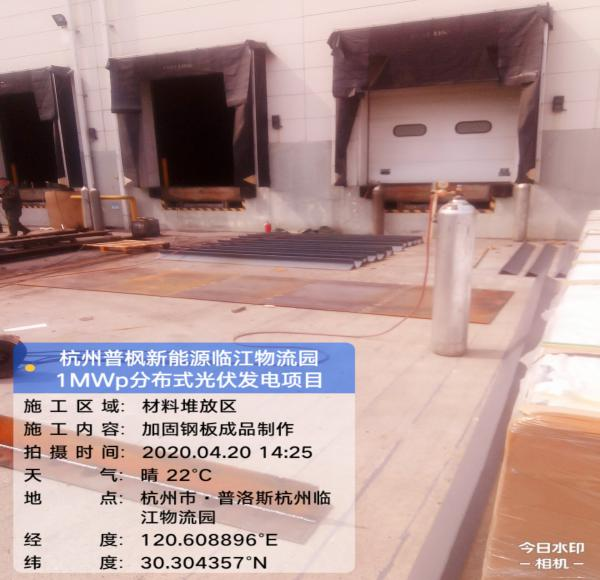 杭州普枫新能源临江物流园
1MWp分布式光伏发电项目
施工区域: 材料堆放区
施工内容: 加固钢板成品制作
拍摄时间: 2020.04.20 14:25
天气: 晴 22°C
地点: 杭州市·普洛斯杭州临
江物流园
经度: 120.608896°E
纬度: 30.304357°N
今日水印
-相机-